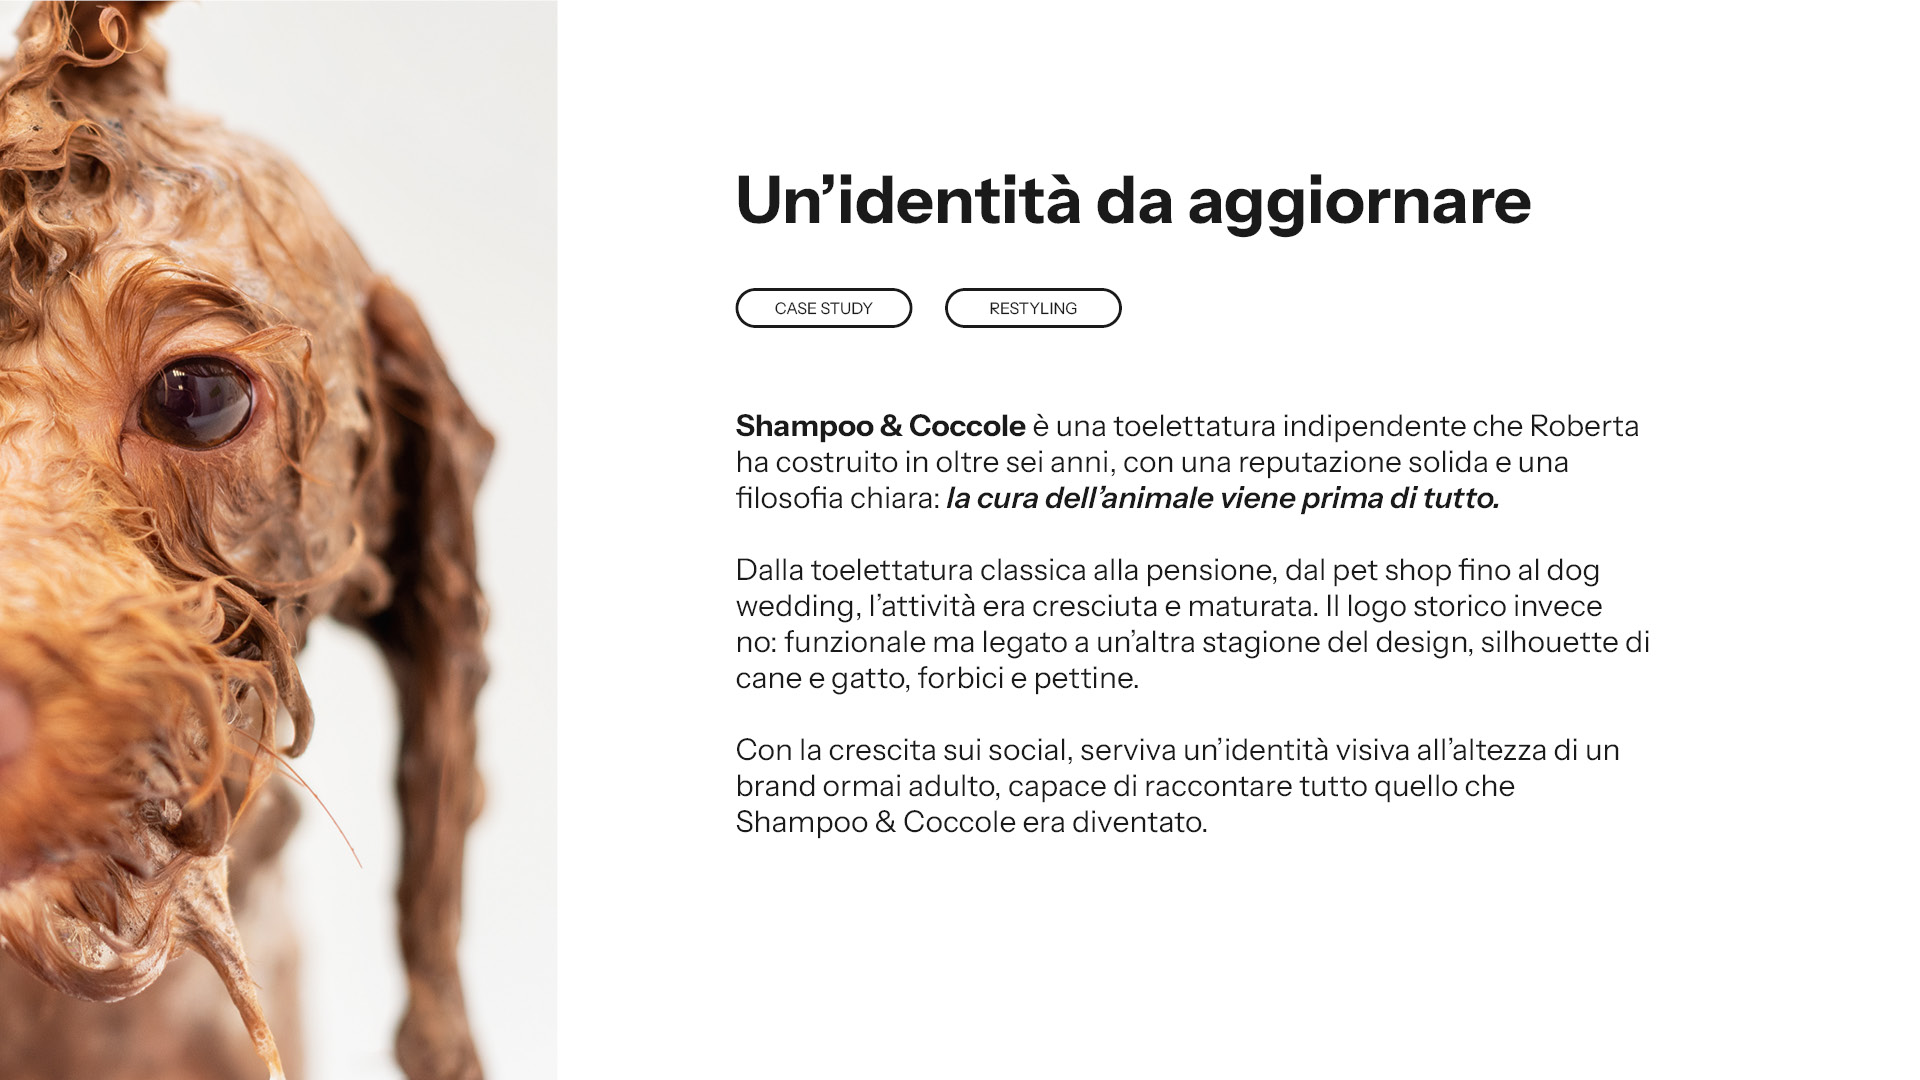 Un’identità da aggiornare
CASE STUDY
RESTYLING
Shampoo & Coccole è una toelettatura indipendente che Roberta
ha costruito in oltre sei anni, con una reputazione solida e una
filosofia chiara: la cura dell’animale viene prima di tutto.
Dalla toelettatura classica alla pensione, dal pet shop fino al dog
wedding, l’attività era cresciuta e maturata. Il logo storico invece
no: funzionale ma legato a un’altra stagione del design, silhouette di
cane e gatto, forbici e pettine.
Con la crescita sui social, serviva un’identità visiva all’altezza di un
brand ormai adulto, capace di raccontare tutto quello che
Shampoo & Coccole era diventato.